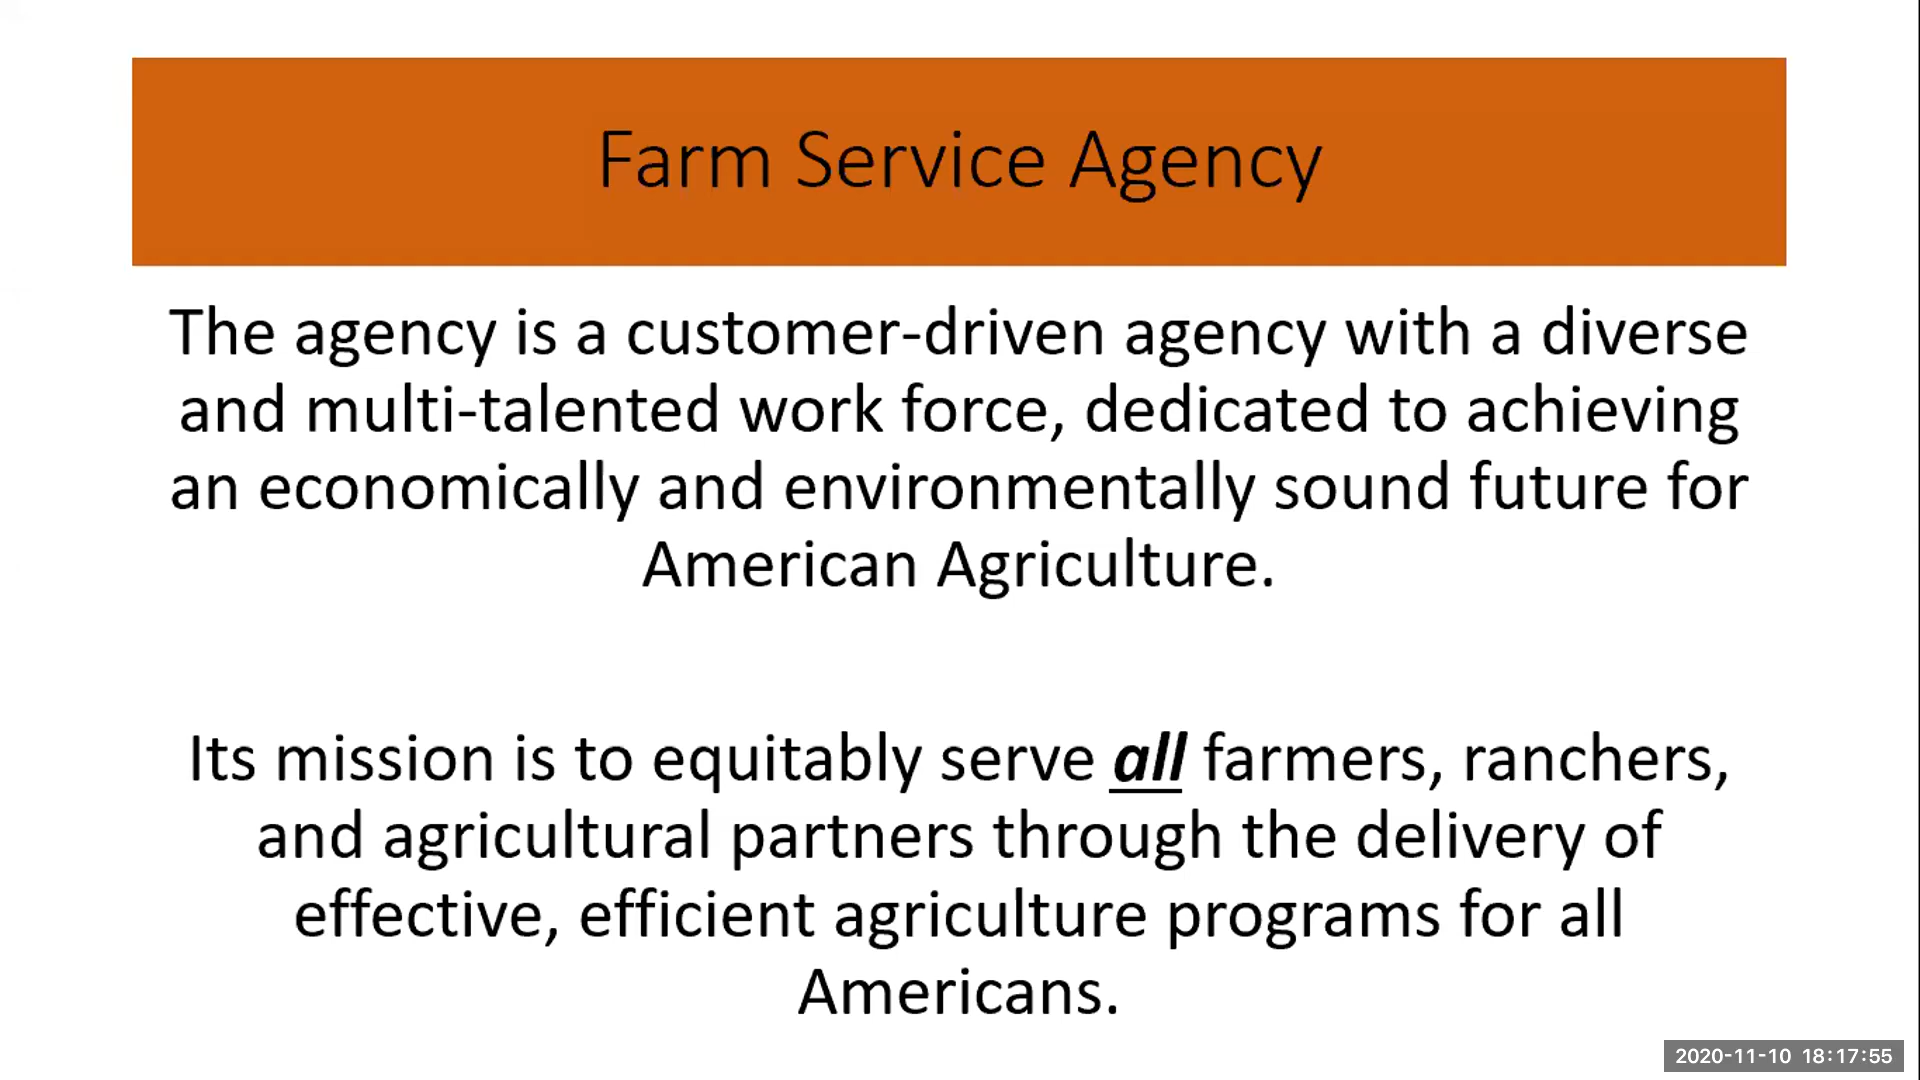 Farm Service Agency
The agency is a customer-driven agency with a diverse
and multi-talented work force, dedicated to achieving
an economically and environmentally sound future for
American Agriculture.
Its mission is to equitably serve all farmers, ranchers,
and agricultural partners through the delivery of
effective, efficient agriculture programs for all
Americans.
2020-11-10 18:17:55